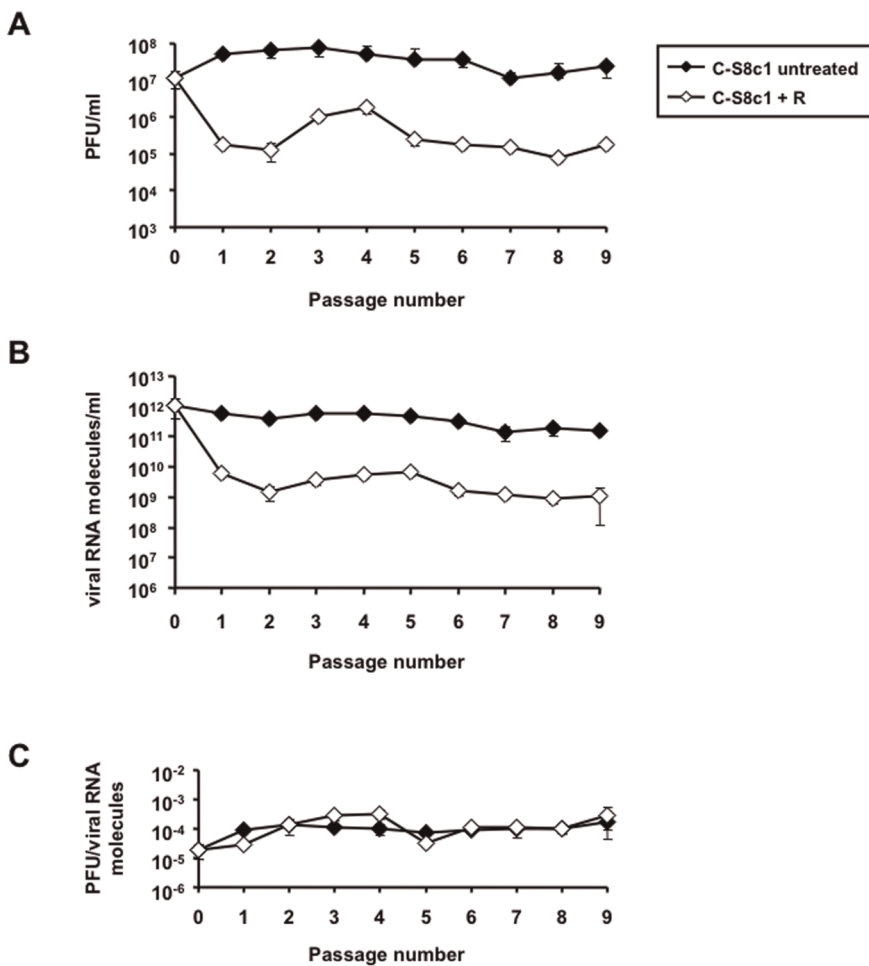 A
PFU/ml
10⁸
10⁷
10⁶
10⁵
10⁴
10³
0 1 2 3 4 5 6 7 8 9
Passage number
C-S8c1 untreated
C-S8c1 + R
B
viral RNA molecules/ml
10¹³
10¹²
10¹¹
10¹⁰
10⁹
10⁸
10⁷
10⁶
0 1 2 3 4 5 6 7 8 9
Passage number
C
PFU/viral RNA
molecules
10⁻²
10⁻³
10⁻⁴
10⁻⁵
10⁻⁶
0 1 2 3 4 5 6 7 8 9
Passage number